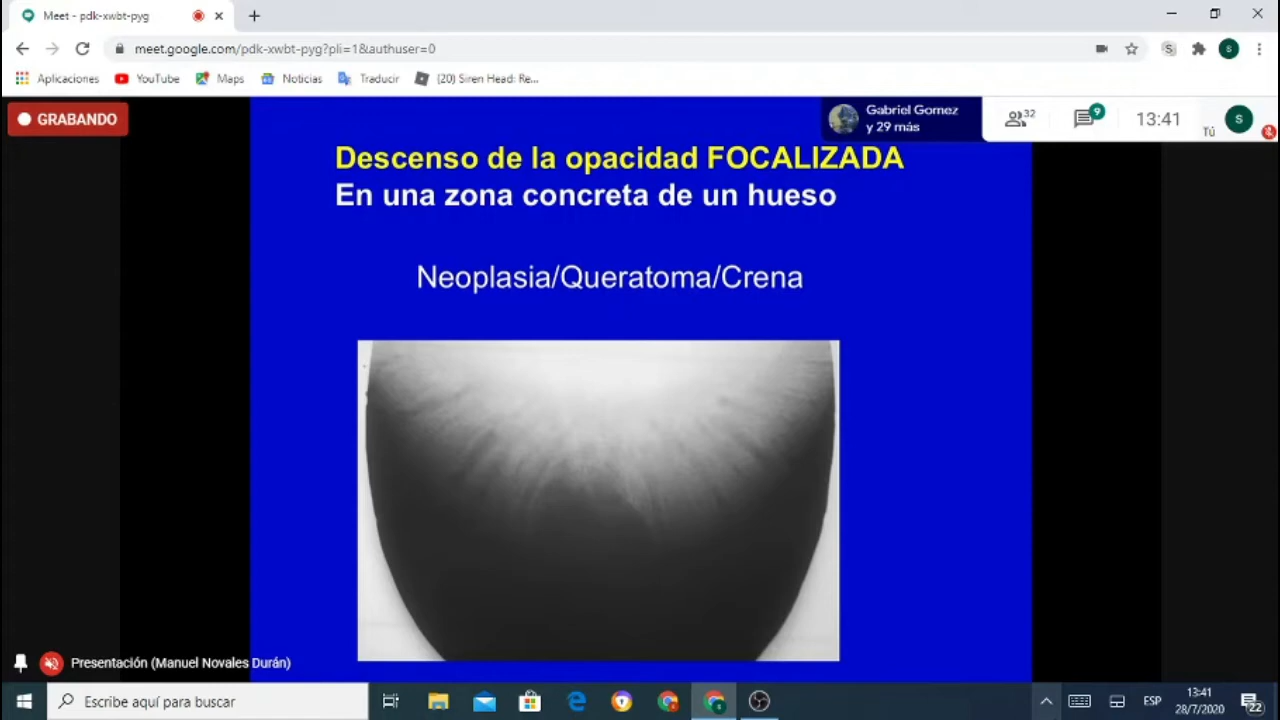 Meet - pdk-xwbt-pyg
meet.google.com/pdk-xwbt-pyg?pli=1&authuser=0
S
s
Aplicaciones
YouTube
Maps
Noticias
Traducir
(20) Siren Head: Re...
GRABANDO
Gabriel Gomez
y 29 más
32
9
13:41
Tú
S
Descenso de la opacidad FOCALIZADA
En una zona concreta de un hueso
Neoplasia/Queratoma/Crena
Presentación (Manuel Novales Durán)
Escribe aquí para buscar
ESP
13:41
28/7/2020
22